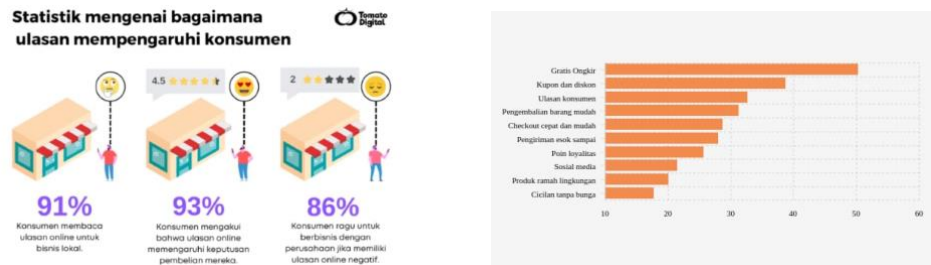 Statistik mengenai bagaimana
ulasan mempengaruhi konsumen
Tomato
Digital
4.5
2
91%
Konsumen membaca
ulasan online untuk
bisnis lokal.
93%
Konsumen mengakui
bahwa ulasan online
memengaruhi keputusan
pembelian mereka.
86%
Konsumen ragu untuk
berbisnis dengan
perusahaan jika memiliki
ulasan online negatif.
Gratis Ongkir
Kupon dan diskon
Ulasan konsumen
Pengembalian barang mudah
Checkout cepat dan mudah
Pengiriman esok sampai
Poin loyalitas
Sosial media
Produk ramah lingkungan
Cicilan tanpa bunga
10 20 30 40 50 60